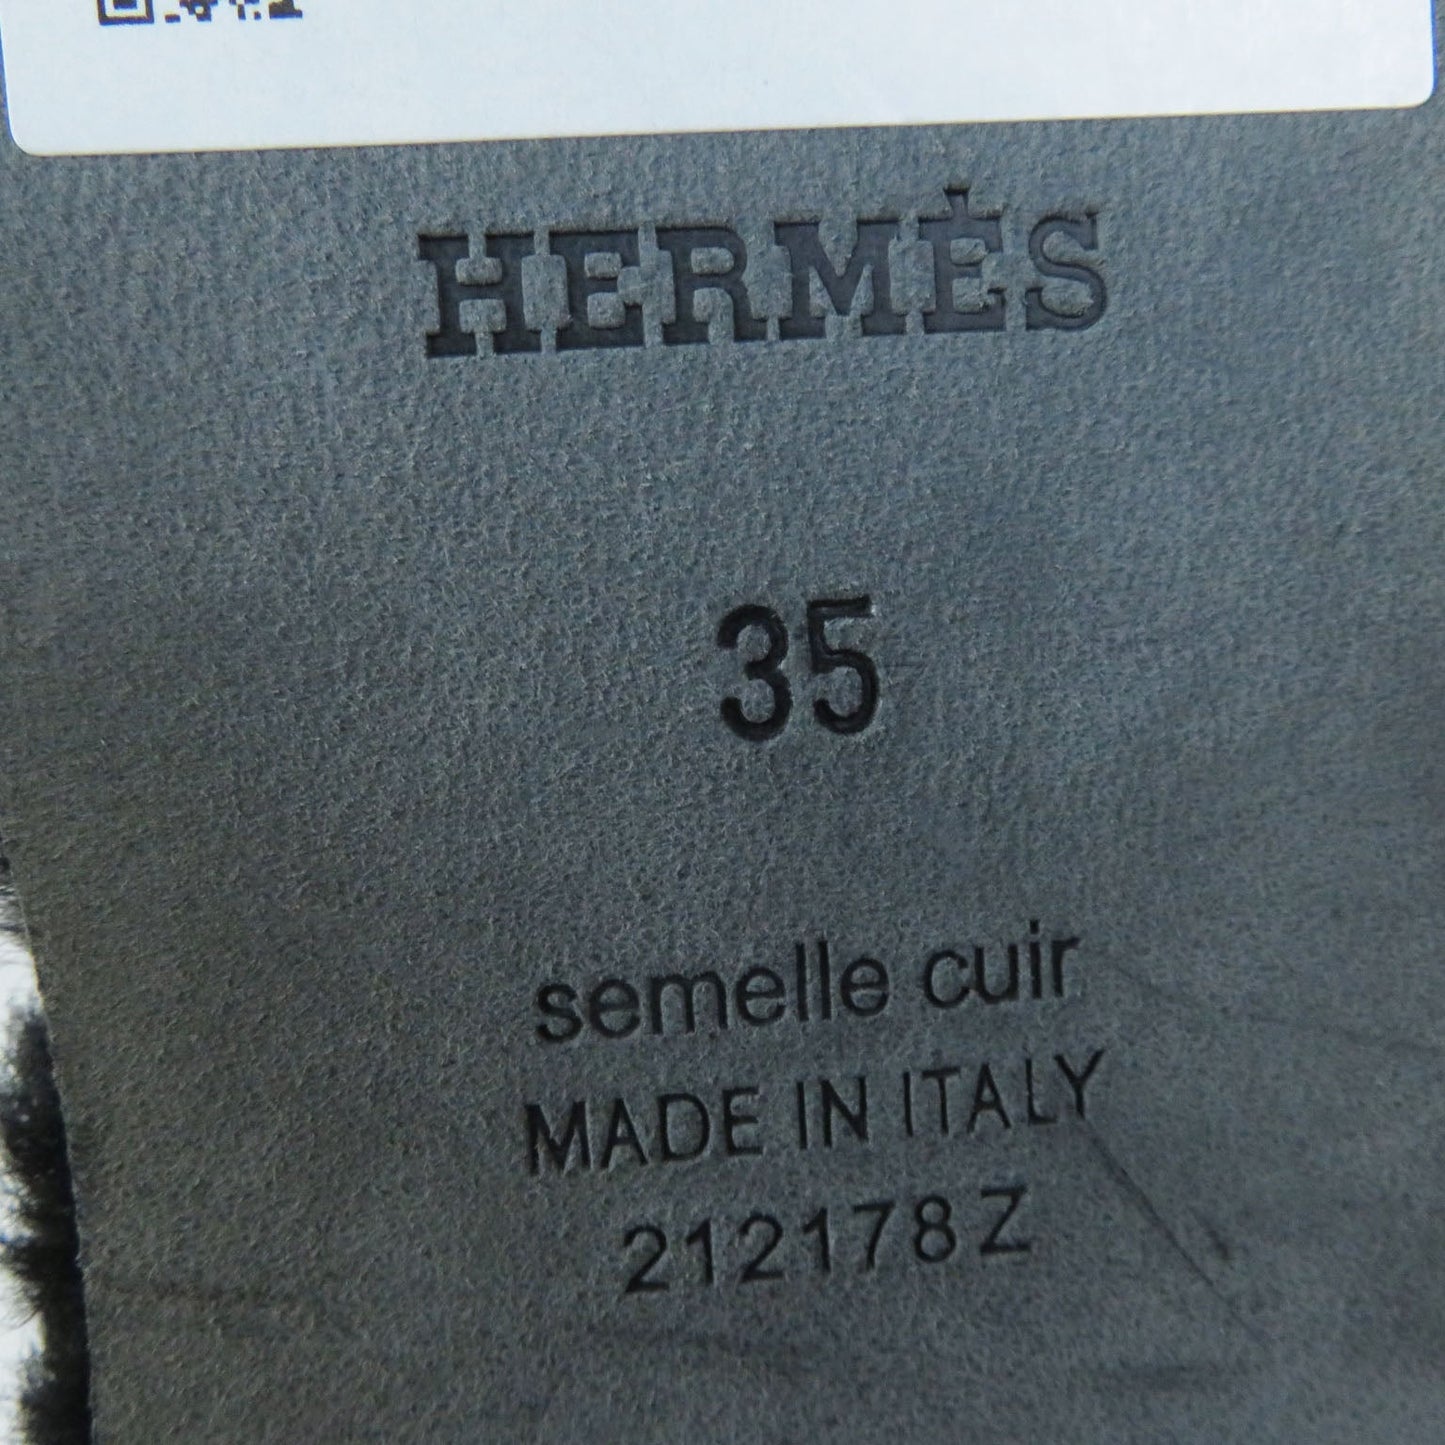 HERMÈS
35
semelle cuir
MADE IN ITALY
212178Z